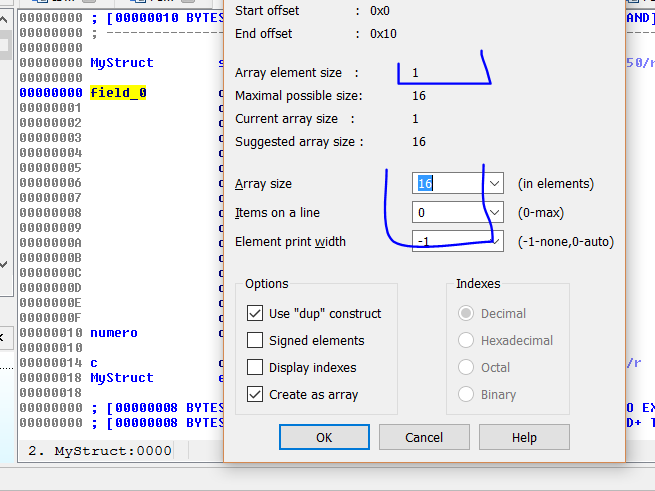 00000000 ; [00000010 BYTES
AND]
00000000 ; ----
00000000
00000000 MyStruct s
50/r
00000000
00000000 field_0 d
00000001 d
00000002 d
00000003 d
00000004 d
00000005 d
00000006 d
00000007 d
00000008 d
00000009 d
0000000A d
0000000B d
0000000C d
0000000D d
0000000E d
0000000F d
00000010 numero d
00000010
00000014 c d
/r
00000018 MyStruct e
00000018
00000000 ; [00000008 BYTES
O EX
00000000 ; [00000008 BYTES
D+ T
2. MyStruct:0000
Start offset : 0x0
End offset : 0x10
Array element size : 1
Maximal possible size: 16
Current array size : 1
Suggested array size : 16
Array size 16 (in elements)
Items on a line 0 (0-max)
Element print width -1 (-1-none,0-auto)
Options
Use "dup" construct
Signed elements
Display indexes
Create as array
Indexes
Decimal
Hexadecimal
Octal
Binary
OK Cancel Help